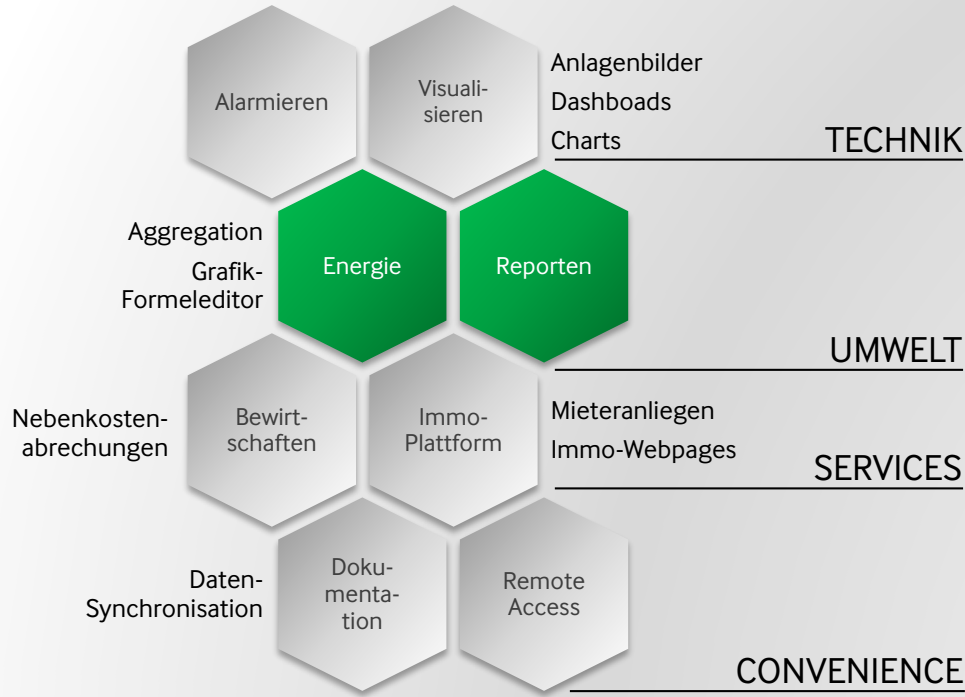 Alarmieren
Visuali-
sieren
Anlagenbilder
Dashboads
Charts
TECHNIK
Aggregation
Grafik-
Formeleditor
Energie
Reporten
UMWELT
Nebenkosten-
abrechungen
Bewirt-
schaften
Immo-
Plattform
Mieteranliegen
Immo-Webpages
SERVICES
Daten-
Synchronisation
Doku-
menta-
tion
Remote
Access
CONVENIENCE